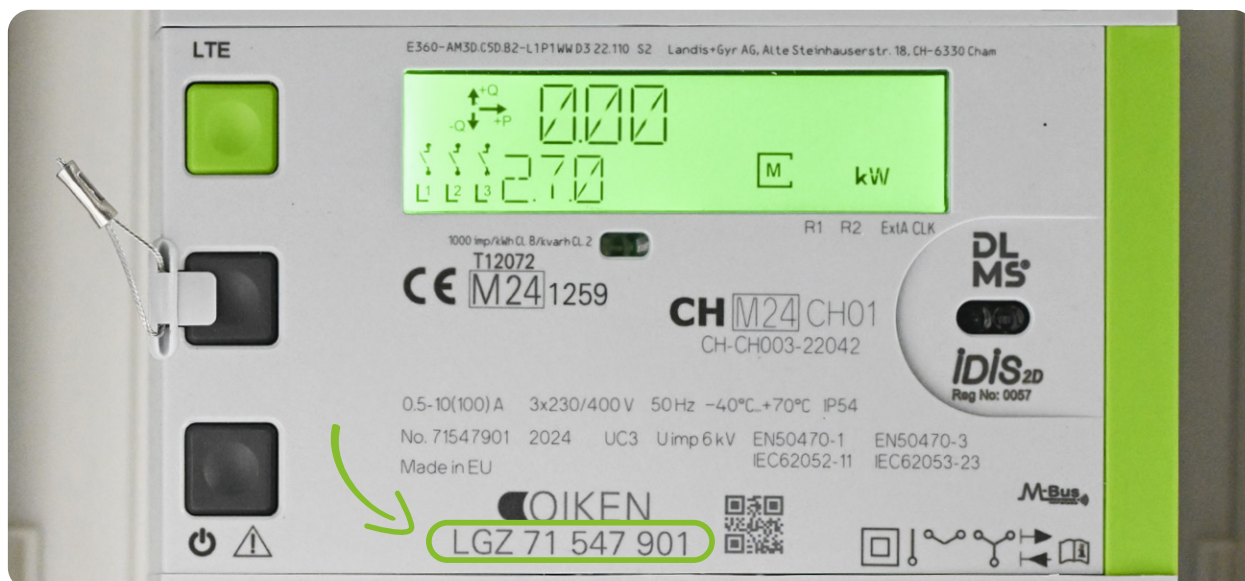 LTE
E360-AM3D.C5D.B2-L1P1WW D3 22.110 S2 Landis+Gyr AG, Alte Steinhauserstr. 18, CH-6330 Cham
+Q
+P
-Q
0.00
L1 L2 L3
2.7.0
M
kW
R1 R2 ExtA CLK
1000 imp/kWh CL B/kvarh CL 2
T12072
CE M24 1259
CH M24 CH01
CH-CH003-22042
DL
MS
iDiS 2D
Reg No: 0057
0.5-10(100) A 3x230/400 V 50 Hz -40°C...+70°C IP54
No. 71547901 2024 UC3 Uimp 6 kV EN50470-1 EN50470-3
Made in EU IEC62052-11 IEC62053-23
M-Bus
OIKEN
LGZ 71 547 901